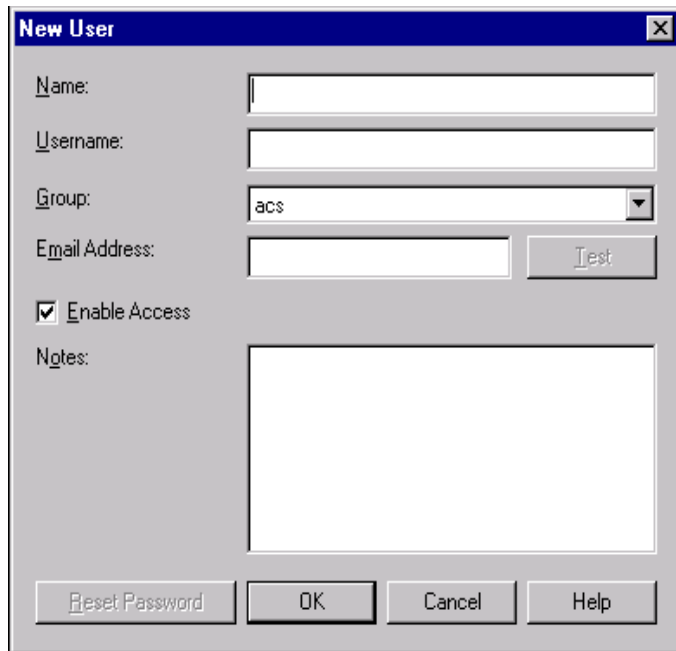 New User
Name:
Username:
Group:
acs
Email Address:
Test
Enable Access
Notes:
Reset Password
OK
Cancel
Help